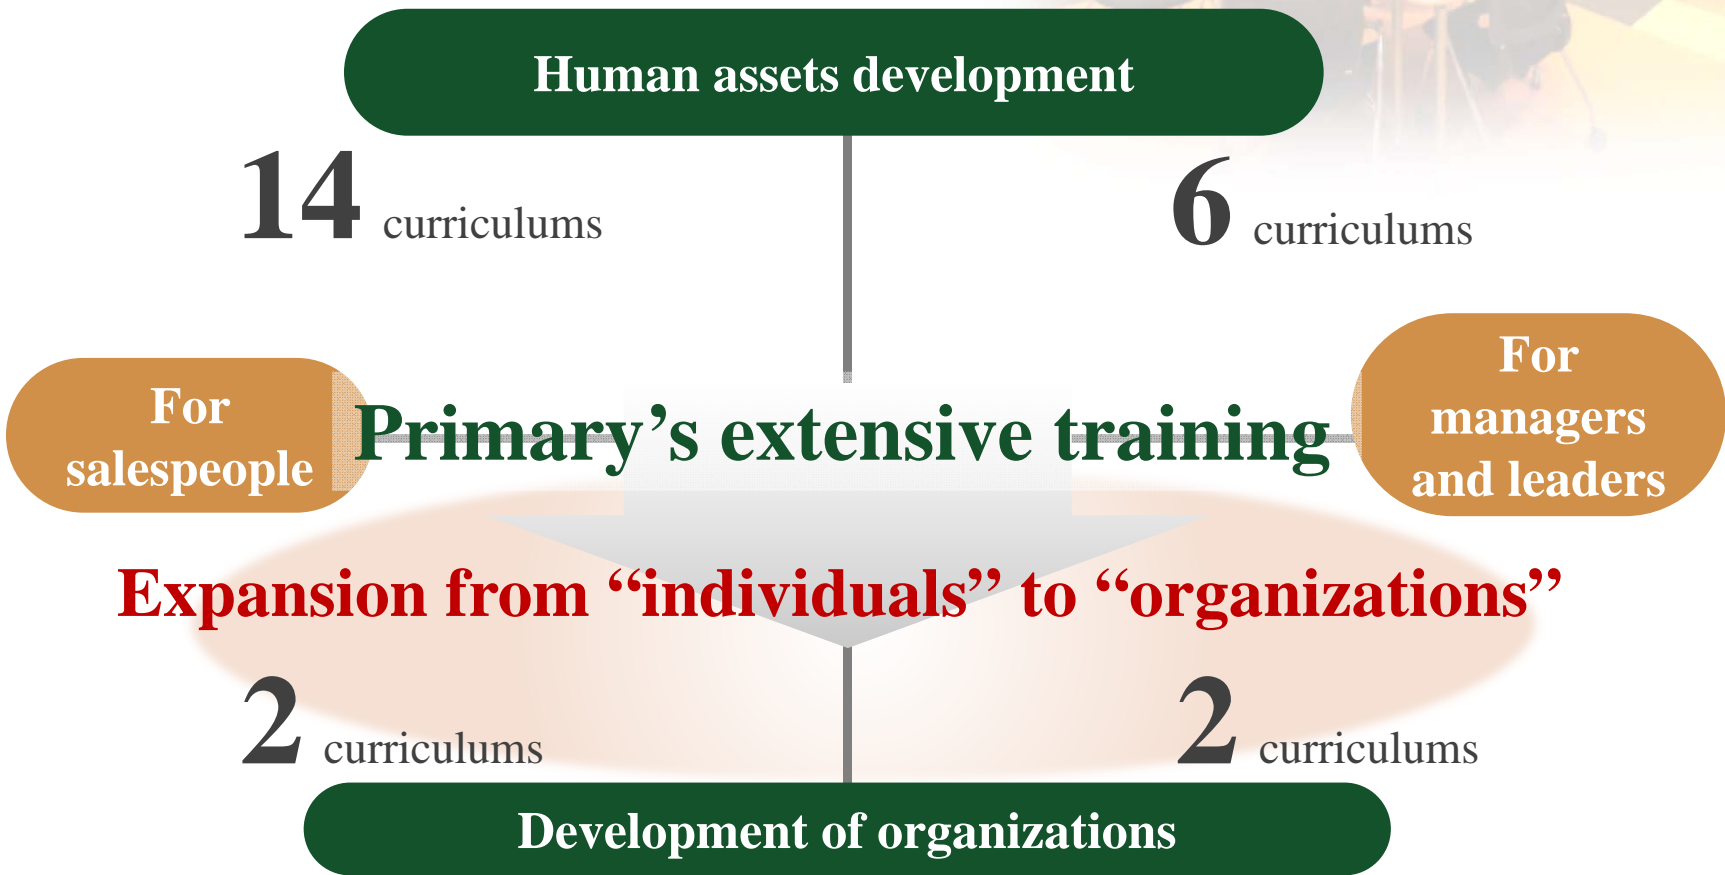 Human assets development
14 curriculums
6 curriculums
For
salespeople
Primary’s extensive training
For
managers
and leaders
Expansion from “individuals” to “organizations”
2 curriculums
2 curriculums
Development of organizations